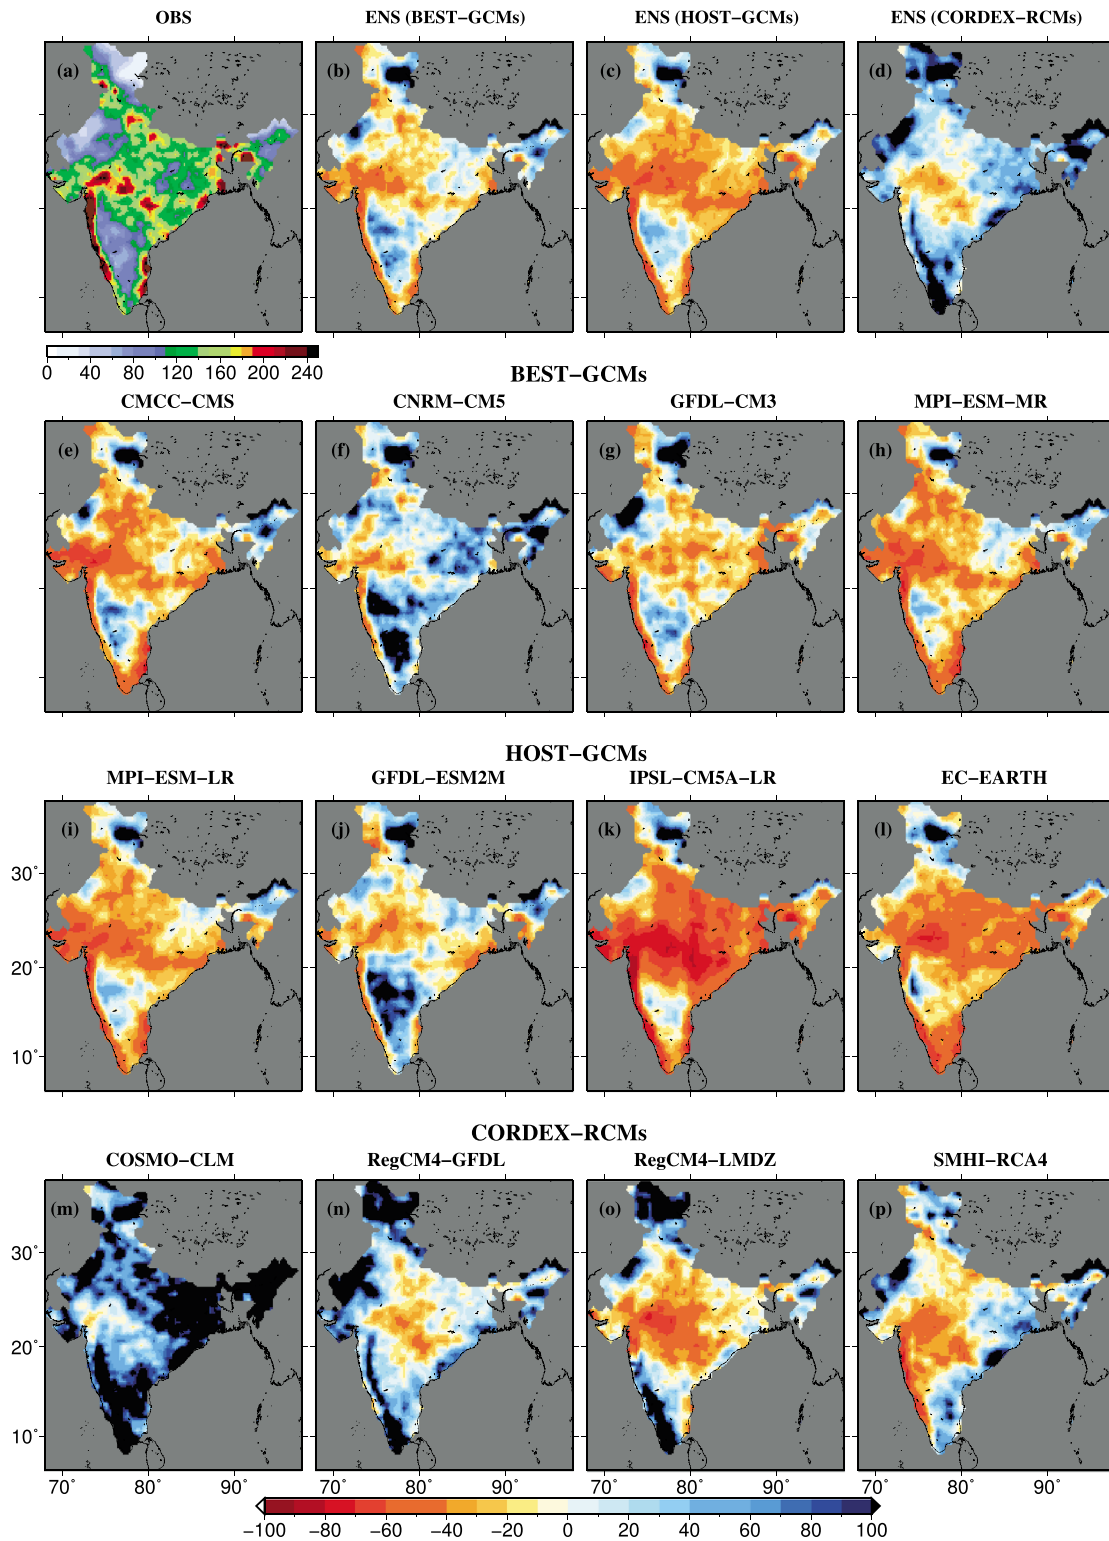 OBS ENS (BEST−GCMs) ENS (HOST−GCMs) ENS (CORDEX−RCMs)
(a) (b) (c) (d)
0 40 80 120 160 200 240
BEST−GCMs
CMCC−CMS CNRM−CM5 GFDL−CM3 MPI−ESM−MR
(e) (f) (g) (h)
HOST−GCMs
MPI−ESM−LR GFDL−ESM2M IPSL−CM5A−LR EC−EARTH
(i) (j) (k) (l)
30˚
20˚
10˚
CORDEX−RCMs
COSMO−CLM RegCM4−GFDL RegCM4−LMDZ SMHI−RCA4
(m) (n) (o) (p)
30˚
20˚
10˚
70˚ 80˚ 90˚ 70˚ 80˚ 90˚ 70˚ 80˚ 90˚ 70˚ 80˚ 90˚
−100 −80 −60 −40 −20 0 20 40 60 80 100